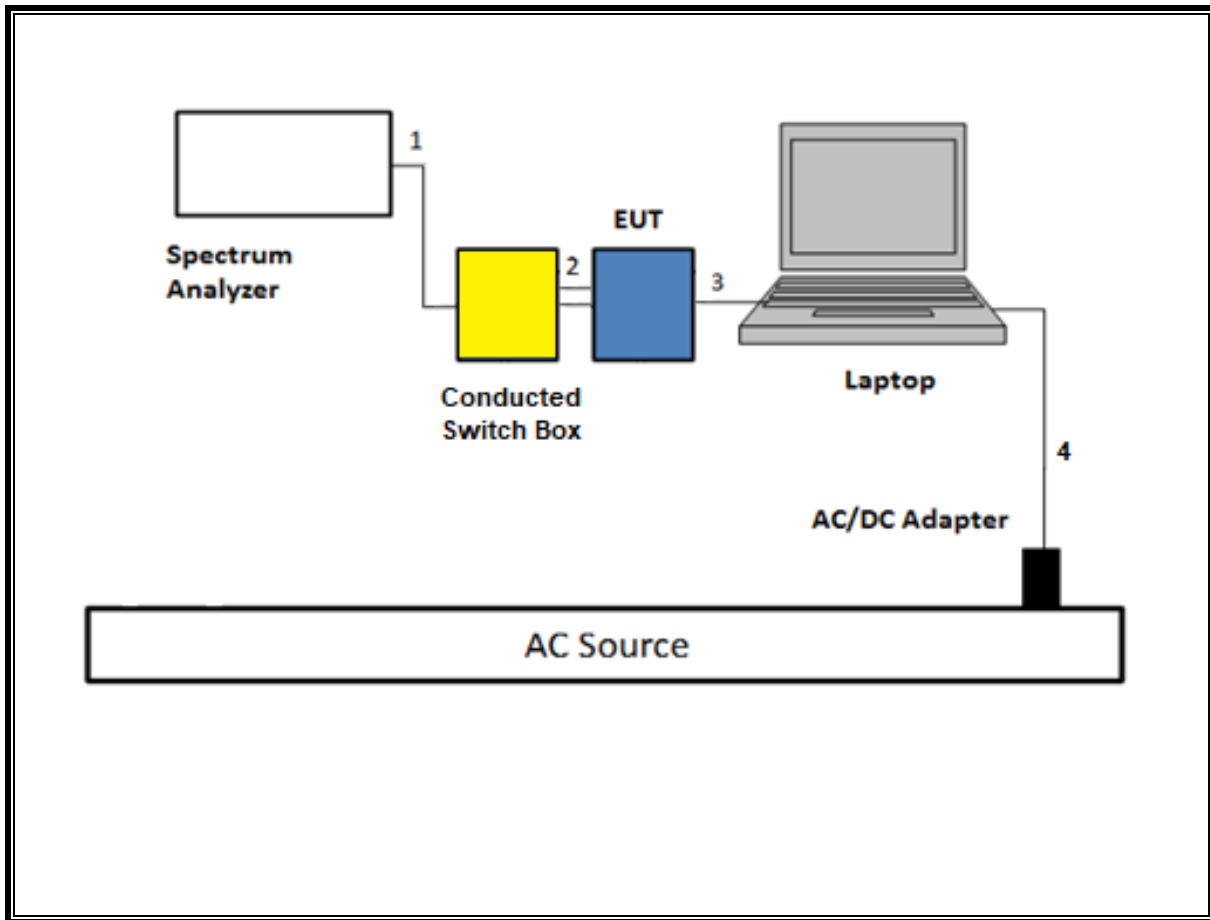 1
Spectrum
Analyzer
Conducted
Switch Box
2
EUT
3
Laptop
4
AC/DC Adapter
AC Source